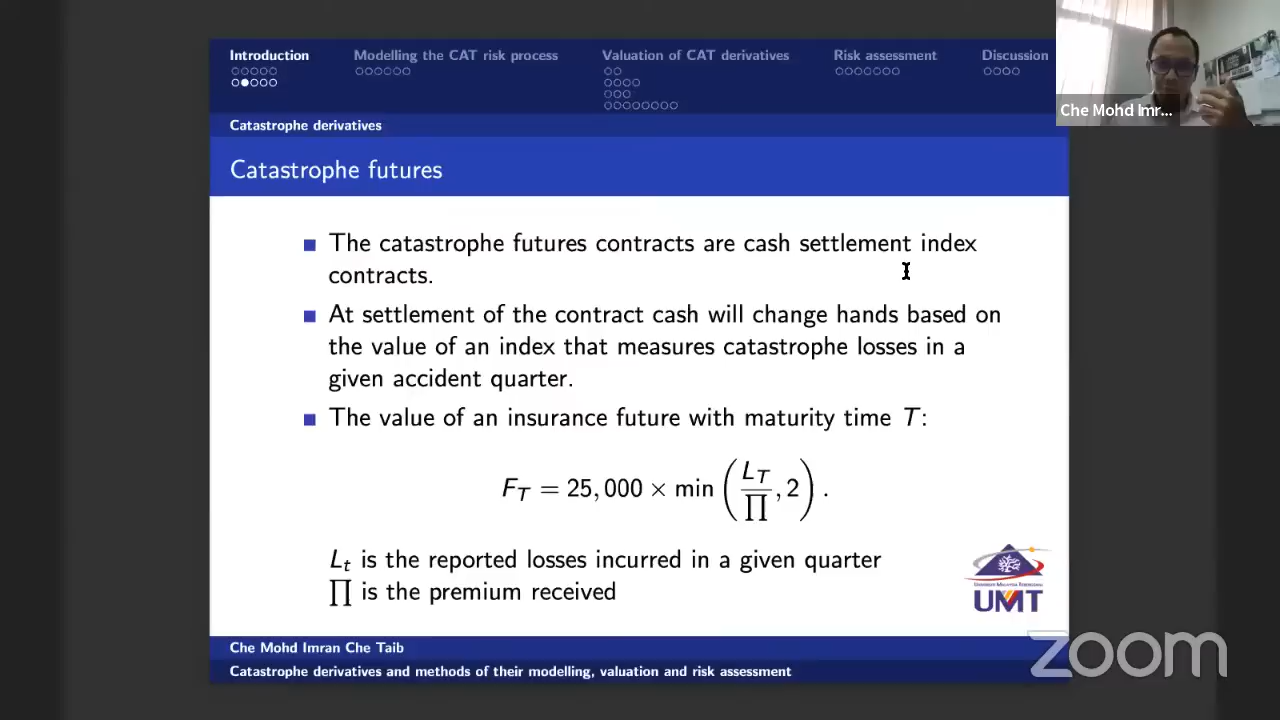 Introduction
Modelling the CAT risk process
Valuation of CAT derivatives
Risk assessment
Discussion
Catastrophe derivatives
Catastrophe futures
The catastrophe futures contracts are cash settlement index
contracts.
At settlement of the contract cash will change hands based on
the value of an index that measures catastrophe losses in a
given accident quarter.
The value of an insurance future with maturity time T:
F_T = 25,000 × min(L_T/∏, 2).
L_t is the reported losses incurred in a given quarter
∏ is the premium received
UMT
Che Mohd Imran Che Taib
Catastrophe derivatives and methods of their modelling, valuation and risk assessment
Che Mohd Imr...
zoom